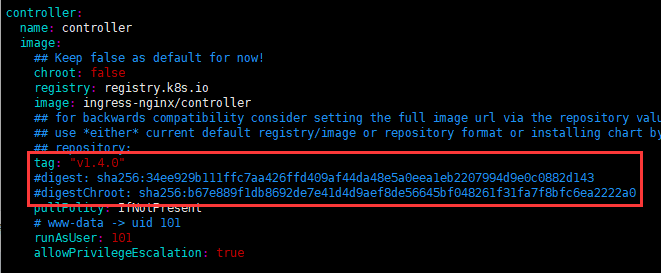 controller:
  name: controller
  image:
    ## Keep false as default for now!
    chroot: false
    registry: registry.k8s.io
    image: ingress-nginx/controller
    ## for backwards compatibility consider setting the full image url via the repository valu
    ## use *either* current default registry/image or repository format or installing chart by
    ## repository:
    tag: "v1.4.0"
    #digest: sha256:34ee929b111ffc7aa426ffd409af44da48e5a0eea1eb2207994d9e0c0882d143
    #digestChroot: sha256:b67e889f1db8692de7e41d4d9aef8de56645bf048261f31fa7f8bfc6ea2222a0
    pullPolicy: IfNotPresent
    # www-data -> uid 101
    runAsUser: 101
    allowPrivilegeEscalation: true